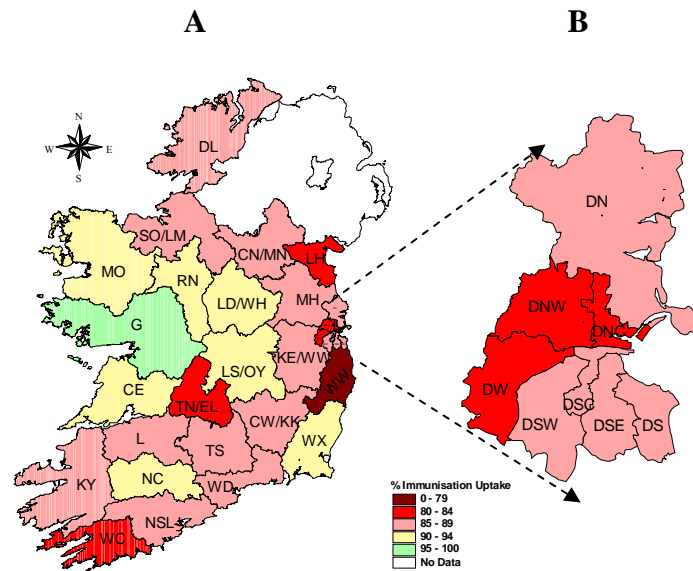 A
B
N
W E
S
DL
SO/LM
CN/MN
LH
MO
RN
LD/WH
MH
G
KE/WW
LS/OY
WW
CE
TN/EL
CW/KK
L
TS
WX
KY
NC
WD
NSL
WC
DN
DNW
DNC
DW
DSC
DSW
DSE
DS
% Immunisation Uptake
0 - 79
80 - 84
85 - 89
90 - 94
95 - 100
No Data